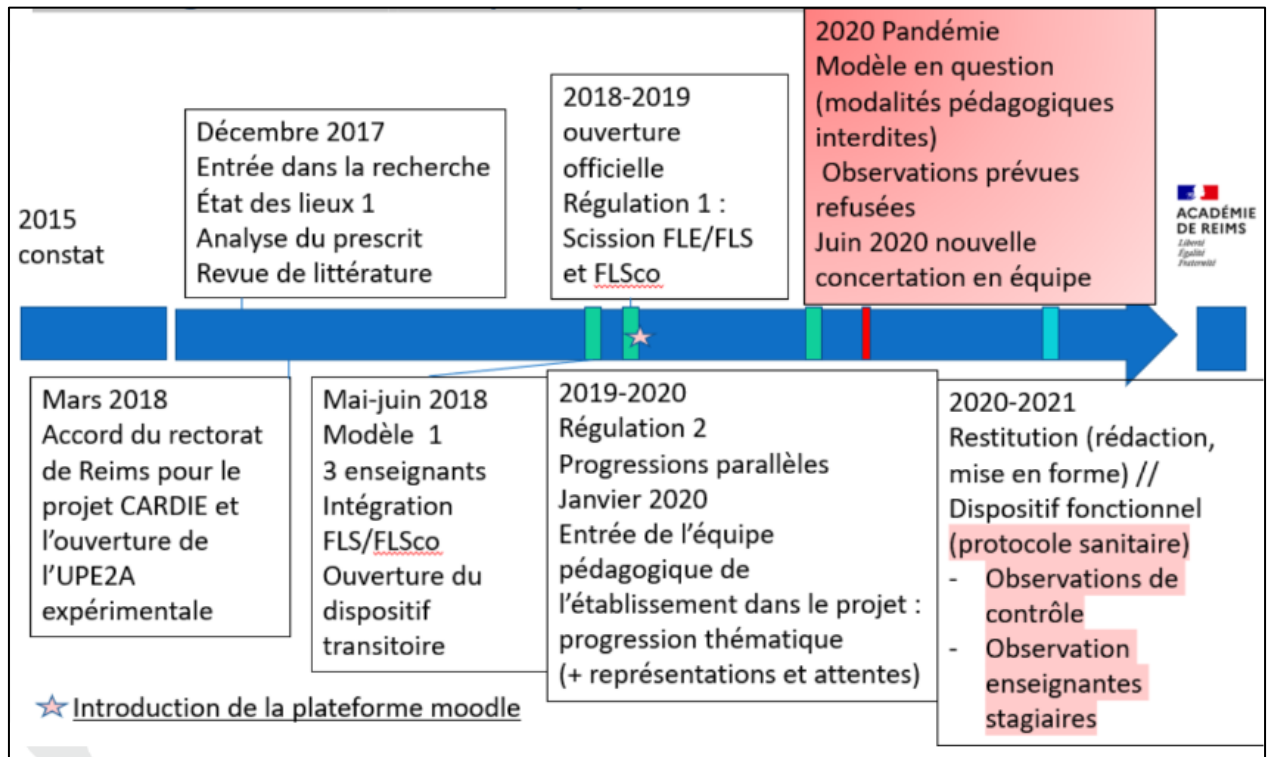 2015
constat
Décembre 2017
Entrée dans la recherche
État des lieux 1
Analyse du prescrit
Revue de littérature
2018-2019
ouverture
officielle
Régulation 1 :
Scission FLE/FLS
et FLSco
2020 Pandémie
Modèle en question
(modalités pédagogiques
interdites)
Observations prévues
refusées
Juin 2020 nouvelle
concertation en équipe
ACADÉMIE
DE REIMS
Liberté
Égalité
Fraternité
Mars 2018
Accord du rectorat
de Reims pour le
projet CARDIE et
l'ouverture de
l'UPE2A
expérimentale
Mai-juin 2018
Modèle 1
3 enseignants
Intégration
FLS/FLSco
Ouverture du
dispositif
transitoire
2019-2020
Régulation 2
Progressions parallèles
Janvier 2020
Entrée de l'équipe
pédagogique de
l'établissement dans le projet :
progression thématique
(+ représentations et attentes)
2020-2021
Restitution (rédaction,
mise en forme) //
Dispositif fonctionnel
(protocole sanitaire)
- Observations de
contrôle
- Observation
enseignantes
stagiaires
Introduction de la plateforme moodle